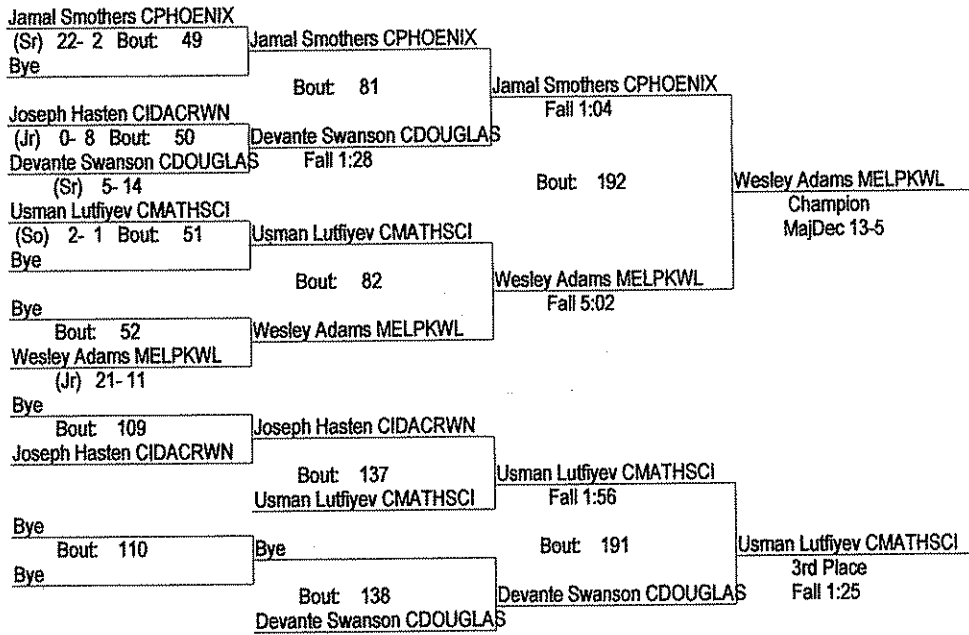 Jamal Smothers CPHOENIX
(Sr) 22- 2 Bout: 49
Jamal Smothers CPHOENIX
Bye
Bout: 81
Jamal Smothers CPHOENIX
Fall 1:04
Joseph Hasten CIDACRWN
(Jr) 0- 8 Bout: 50
Devante Swanson CDOUGLAS
Devante Swanson CDOUGLAS
Fall 1:28
(Sr) 5- 14
Bout: 192
Wesley Adams MELPKWL
Champion
MajDec 13-5
Usman Lutfiyev CMATHSCI
(So) 2- 1 Bout: 51
Usman Lutfiyev CMATHSCI
Bye
Bout: 82
Wesley Adams MELPKWL
Fall 5:02
Bye
Bout: 52
Wesley Adams MELPKWL
Wesley Adams MELPKWL
(Jr) 21- 11
Bye
Bout: 109
Joseph Hasten CIDACRWN
Joseph Hasten CIDACRWN
Bout: 137
Usman Lutfiyev CMATHSCI
Fall 1:56
Usman Lutfiyev CMATHSCI
Bye
Bout: 110
Bye
Bye
Bout: 191
Usman Lutfiyev CMATHSCI
3rd Place
Fall 1:25
Bout: 138
Devante Swanson CDOUGLAS
Devante Swanson CDOUGLAS